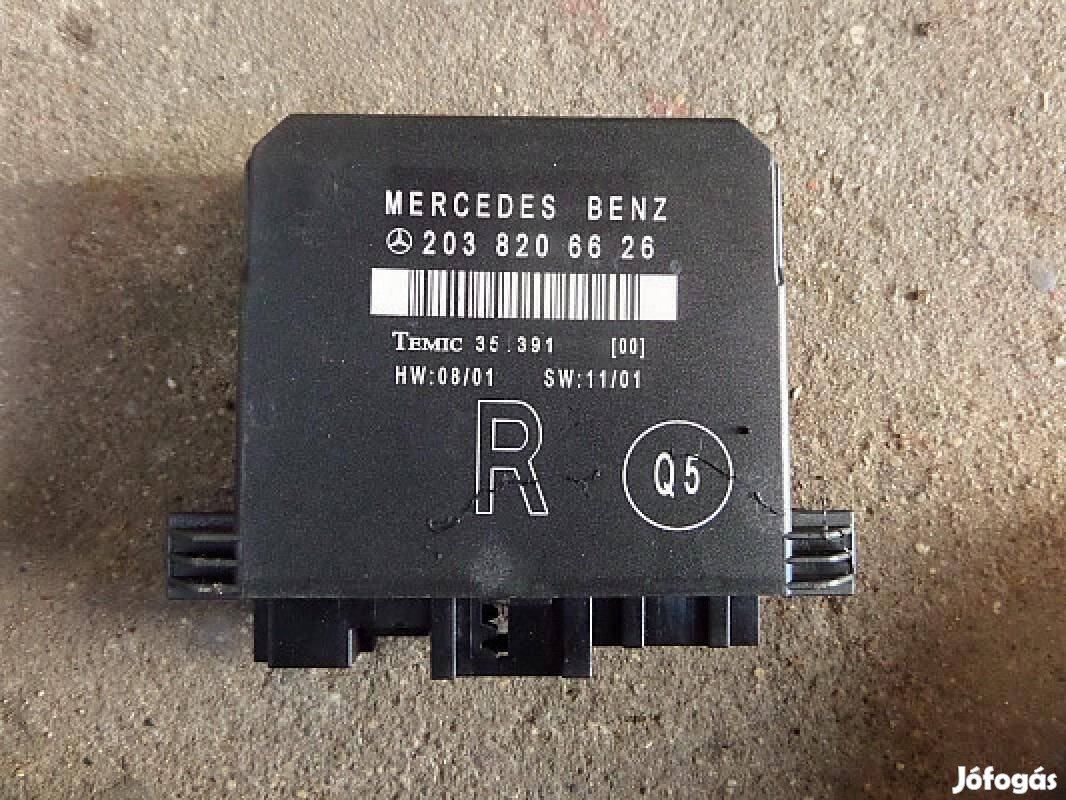 MERCEDES BENZ
203 820 66 26
TEMIC 35.391 [00]
HW:08/01 SW:11/01
R
Q5
Jófogás